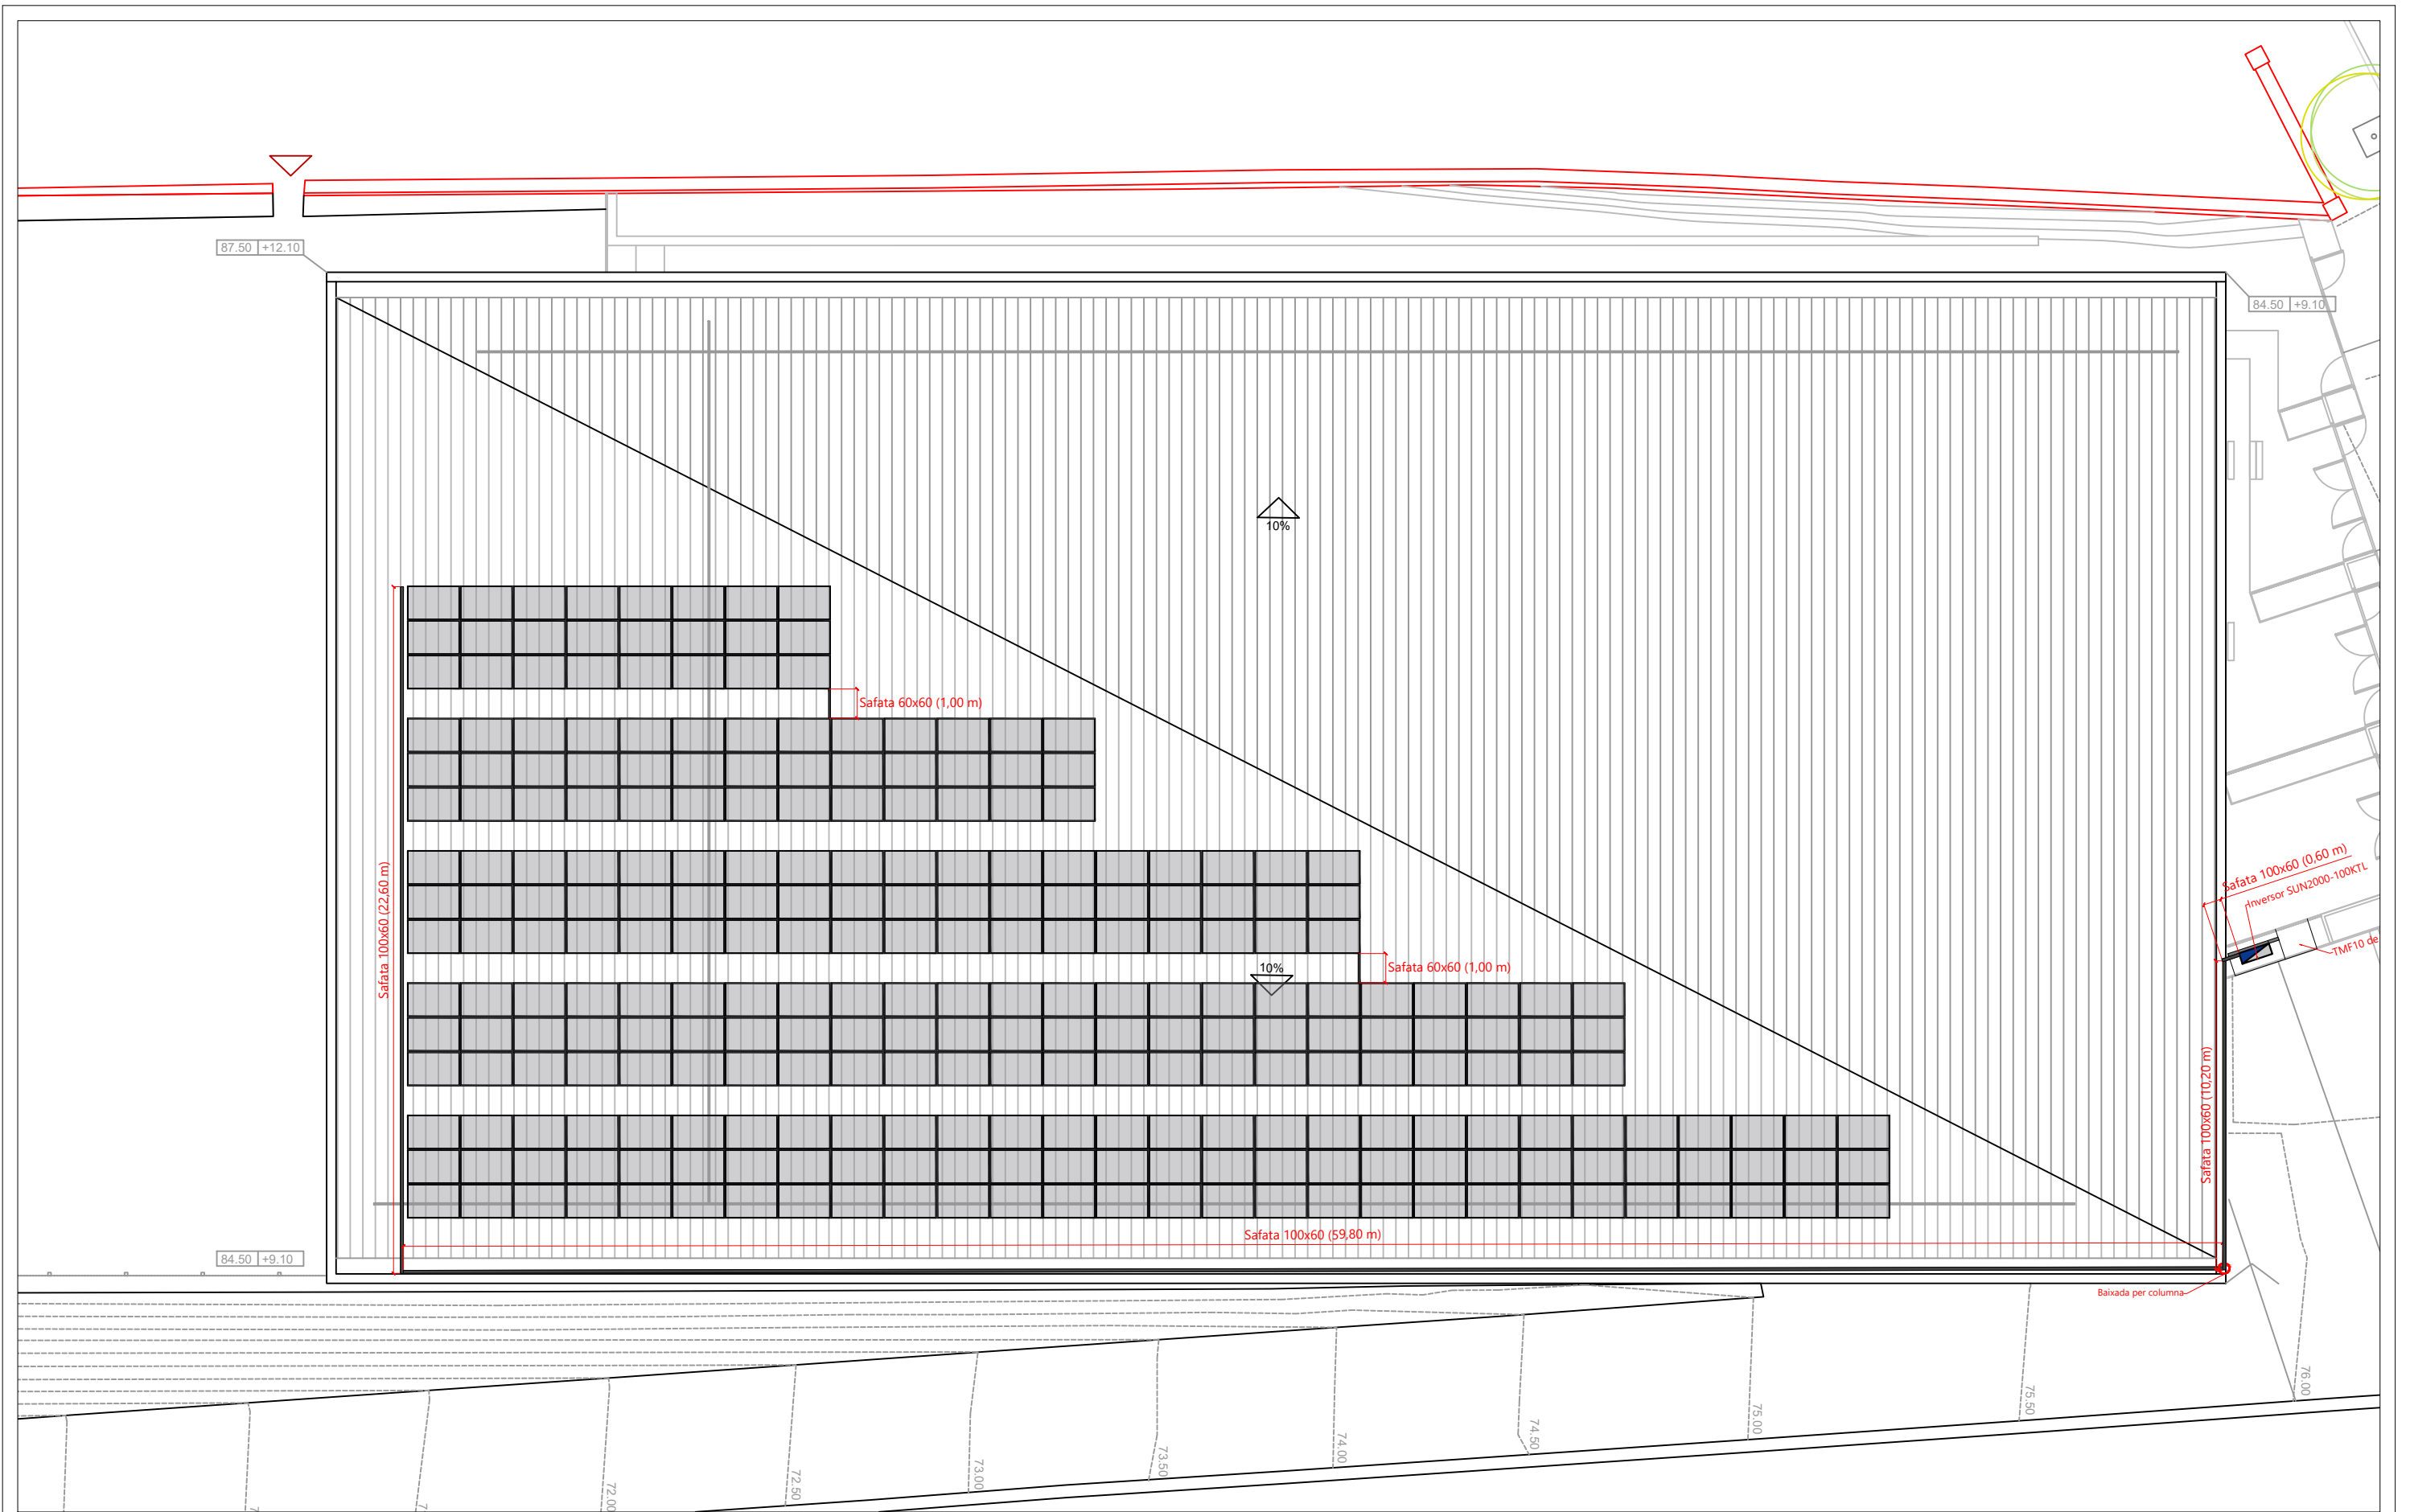 87.50 +12.10
84.50 +9.10
10%
Safata 60x60 (1,00 m)
Safata 100x60 (22,60 m)
Safata 100x60 (0,60 m)
Inversor SUN2000-100KTL
TMF10 de
10%
Safata 60x60 (1,00 m)
Safata 100x60 (10,20 m)
Safata 100x60 (59,80 m)
84.50 +9.10
Baixada per columna
76.00
75.50
75.00
74.50
74.00
73.50
73.00
72.50
72.00